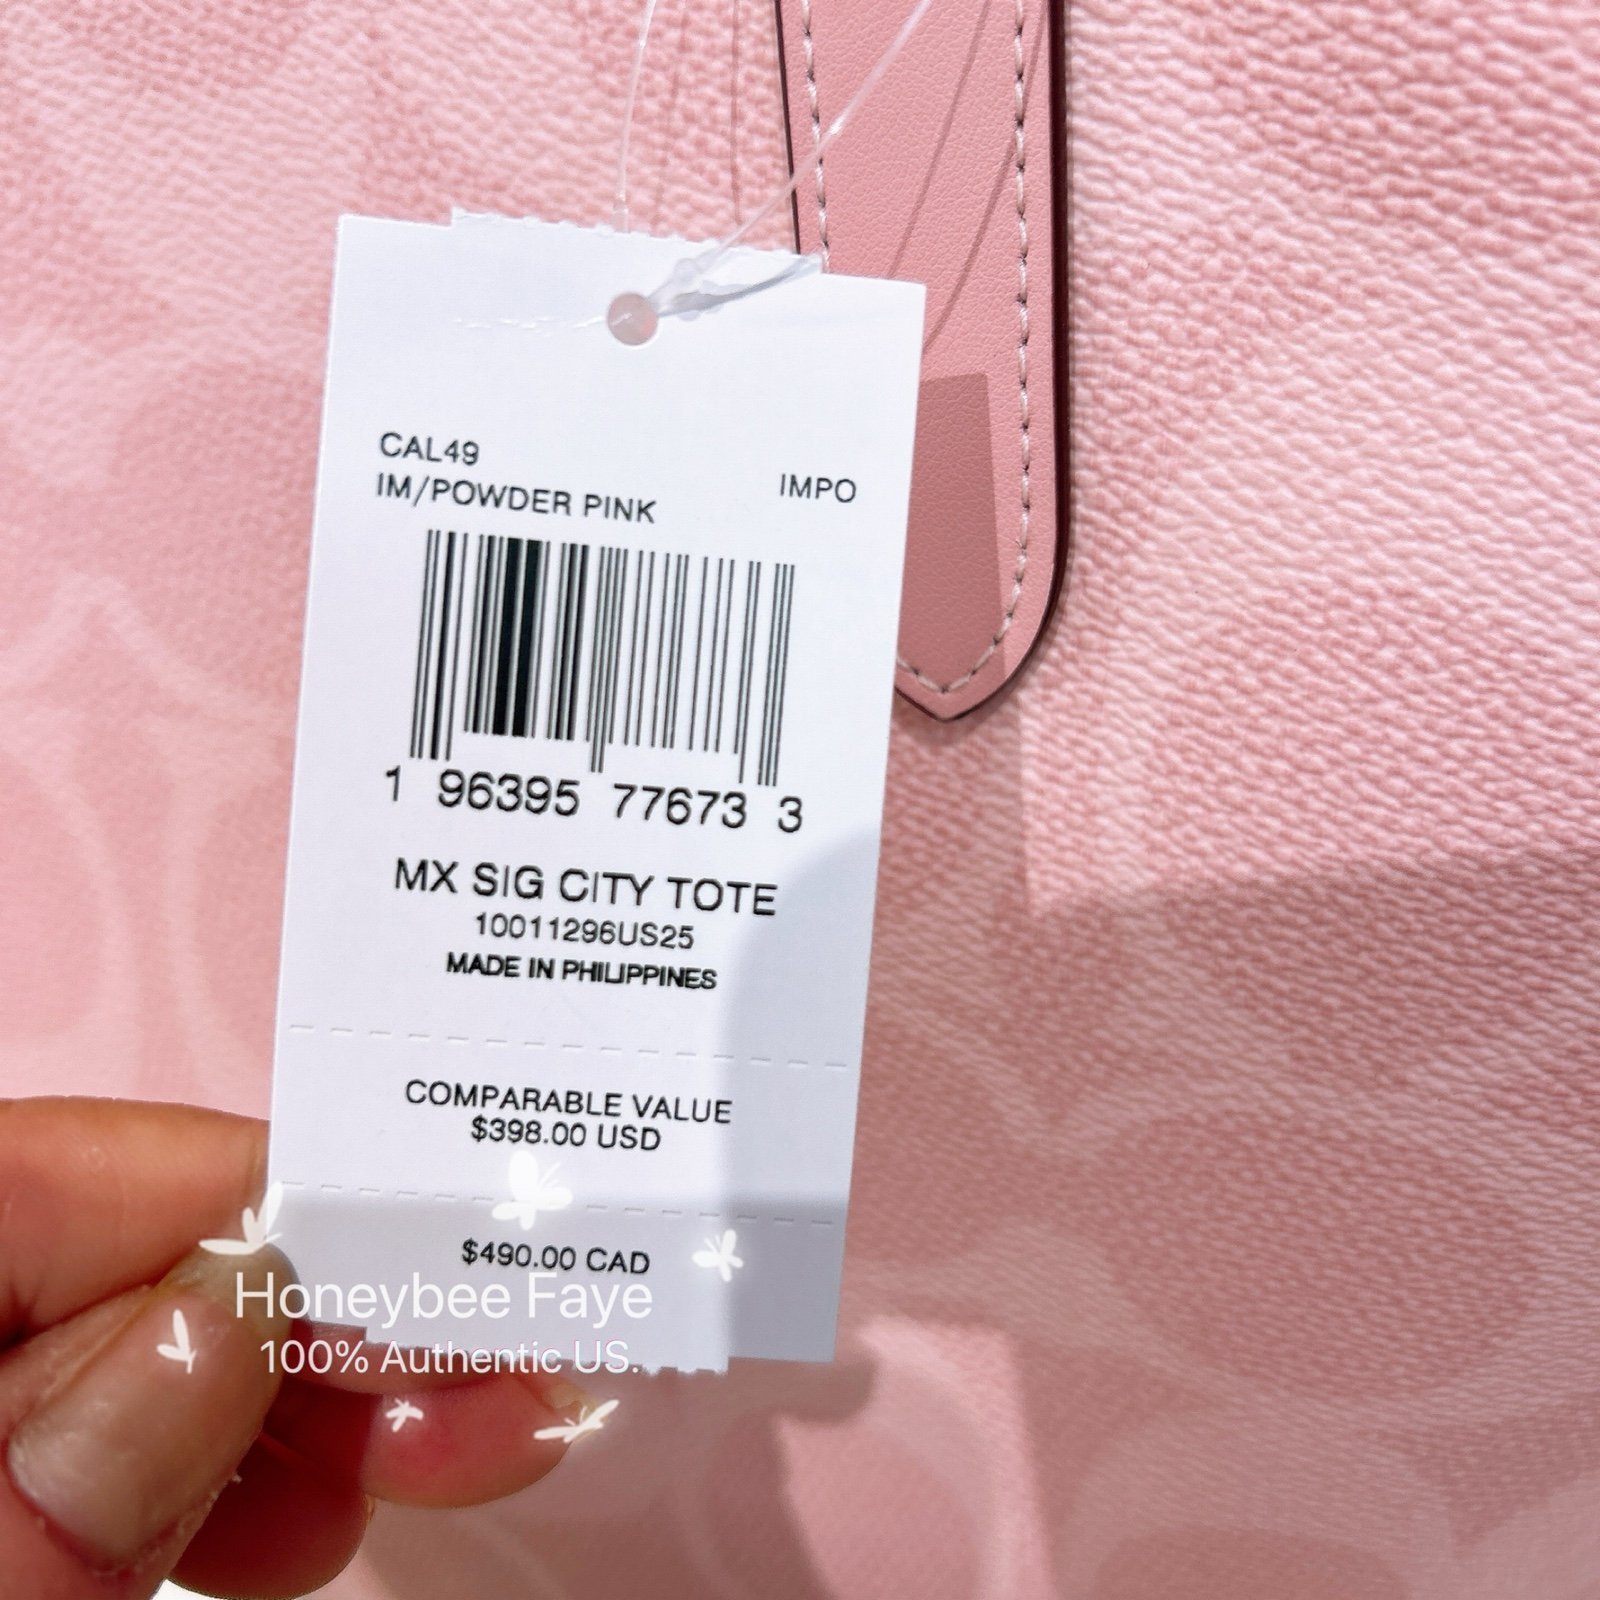 CAL49
IM/POWDER PINK
IMPO
1 96395 77673 3
MX SIG CITY TOTE
10011296US25
MADE IN PHILIPPINES
COMPARABLE VALUE
$398.00 USD
$490.00 CAD
Honeybee Faye
100% Authentic US.